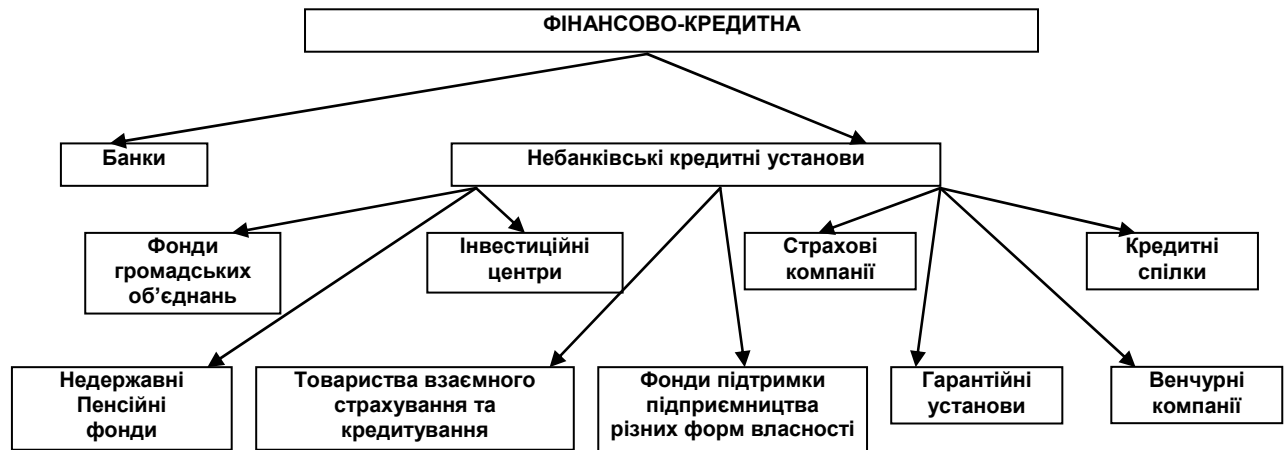 ФІНАНСОВО-КРЕДИТНА
Банки
Небанківські кредитні установи
Фонди
громадських
об’єднань
Інвестиційні
центри
Страхові
компанії
Кредитні
спілки
Недержавні
Пенсійні
фонди
Товариства взаємного
страхування та
кредитування
Фонди підтримки
підприємництва
різних форм власності
Гарантійні
установи
Венчурні
компанії